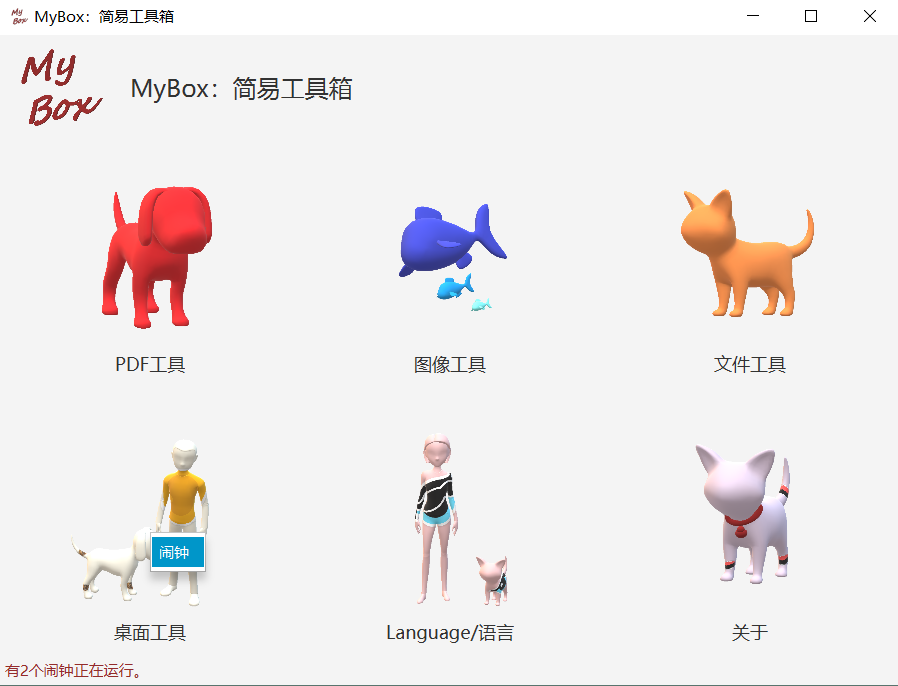 MyBox：简易工具箱
My
Box
MyBox：简易工具箱
PDF工具
图像工具
文件工具
闹钟
桌面工具
Language/语言
关于
有2个闹钟正在运行。